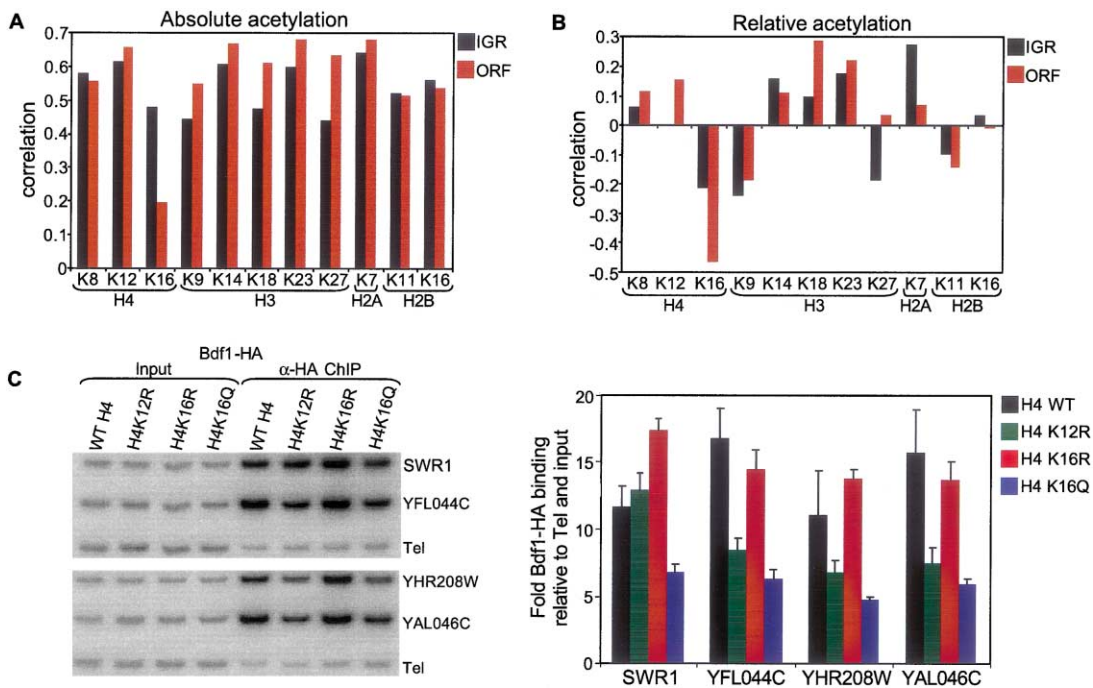 A
Absolute acetylation
0.7
0.6
0.5
0.4
0.3
0.2
0.1
0
correlation
IGR
ORF
K8 K12 K16 K9 K14 K18 K23 K27 K7 K11 K16
H4 H3 H2A H2B
B
Relative acetylation
0.3
0.2
0.1
0
-0.1
-0.2
-0.3
-0.4
-0.5
correlation
IGR
ORF
K8 K12 K16 K9 K14 K18 K23 K27 K7 K11 K16
H4 H3 H2A H2B
C
Bdf1-HA
Input α-HA ChIP
WT H4 H4K12R H4K16R H4K16Q WT H4 H4K12R H4K16R H4K16Q
SWR1
YFL044C
Tel
YHR208W
YAL046C
Tel
Fold Bdf1-HA binding
relative to Tel and input
20
15
10
5
0
SWR1 YFL044C YHR208W YAL046C
H4 WT
H4 K12R
H4 K16R
H4 K16Q